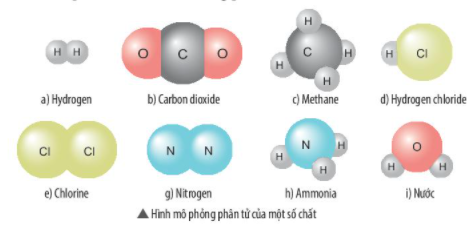 H H
O C O
H C H H H
H Cl
a) Hydrogen
b) Carbon dioxide
c) Methane
d) Hydrogen chloride
Cl Cl
N N
H N H H
H O H
e) Chlorine
g) Nitrogen
h) Ammonia
i) Nước
▲ Hình mô phỏng phân tử của một số chất